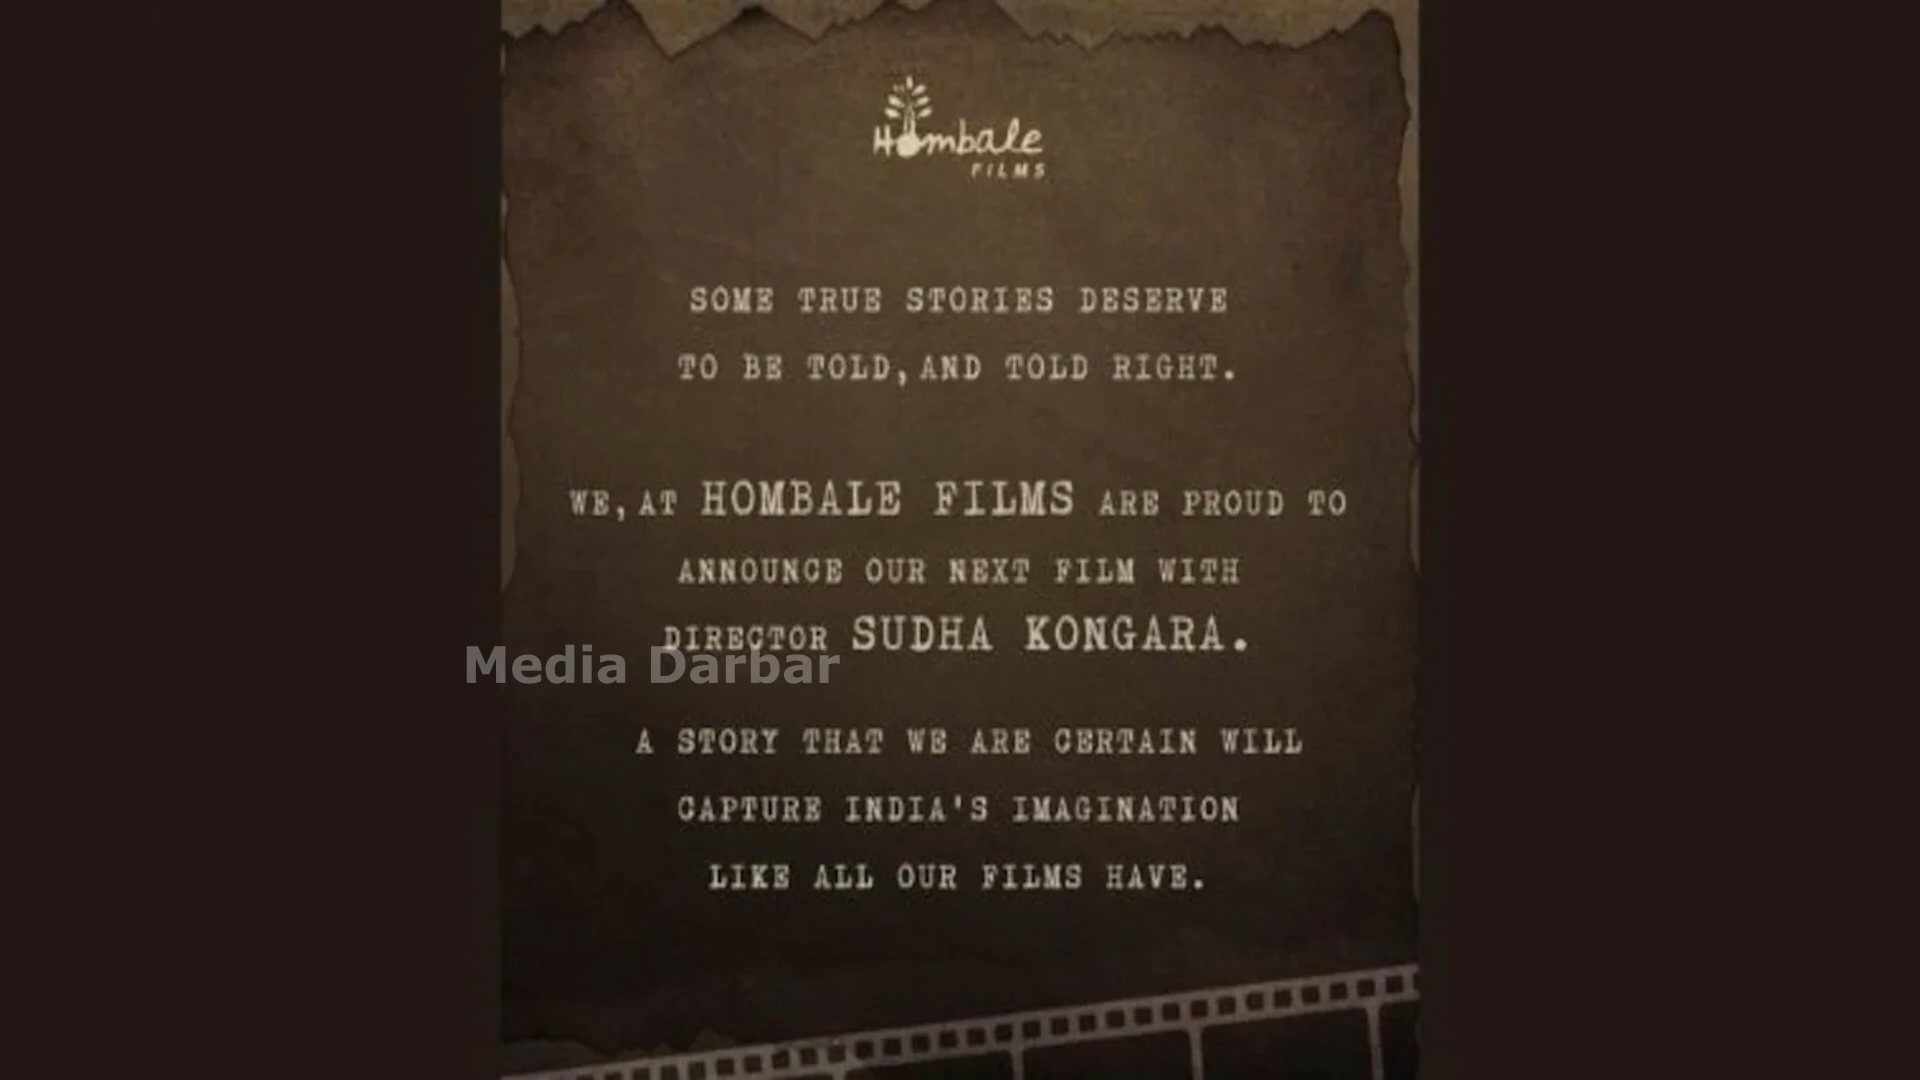 Hombale
FILMS
SOME TRUE STORIES DESERVE
TO BE TOLD, AND TOLD RIGHT.
WE, AT HOMBALE FILMS ARE PROUD TO
ANNOUNCE OUR NEXT FILM WITH
DIRECTOR SUDHA KONGARA.
Media Darbar
A STORY THAT WE ARE CERTAIN WILL
CAPTURE INDIA'S IMAGINATION
LIKE ALL OUR FILMS HAVE.